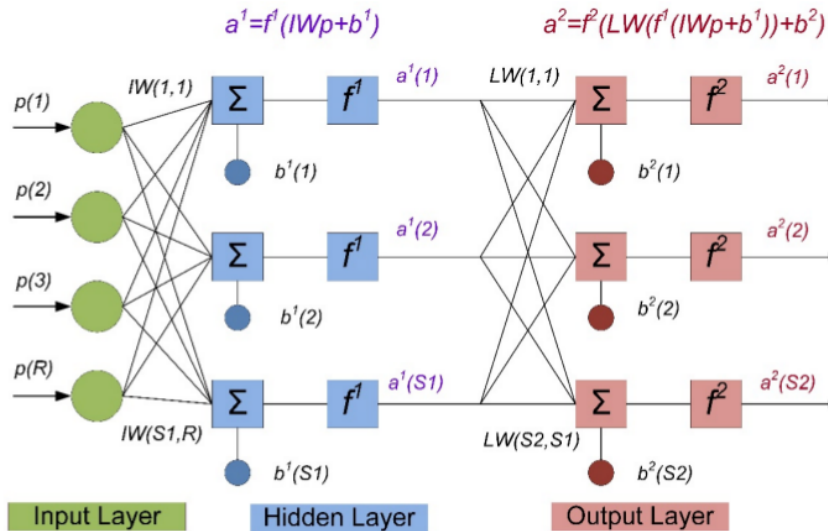 a¹=f¹(IWp+b¹)
a²=f²(LW(f¹(IWp+b¹))+b²)
p(1)
IW(1,1)
Σ
f¹
a¹(1)
LW(1,1)
Σ
f²
a²(1)
b¹(1)
b²(1)
p(2)
Σ
f¹
a¹(2)
Σ
f²
a²(2)
p(3)
b¹(2)
b²(2)
p(R)
Σ
f¹
a¹(S1)
Σ
f²
a²(S2)
IW(S1,R)
LW(S2,S1)
b¹(S1)
b²(S2)
Input Layer
Hidden Layer
Output Layer